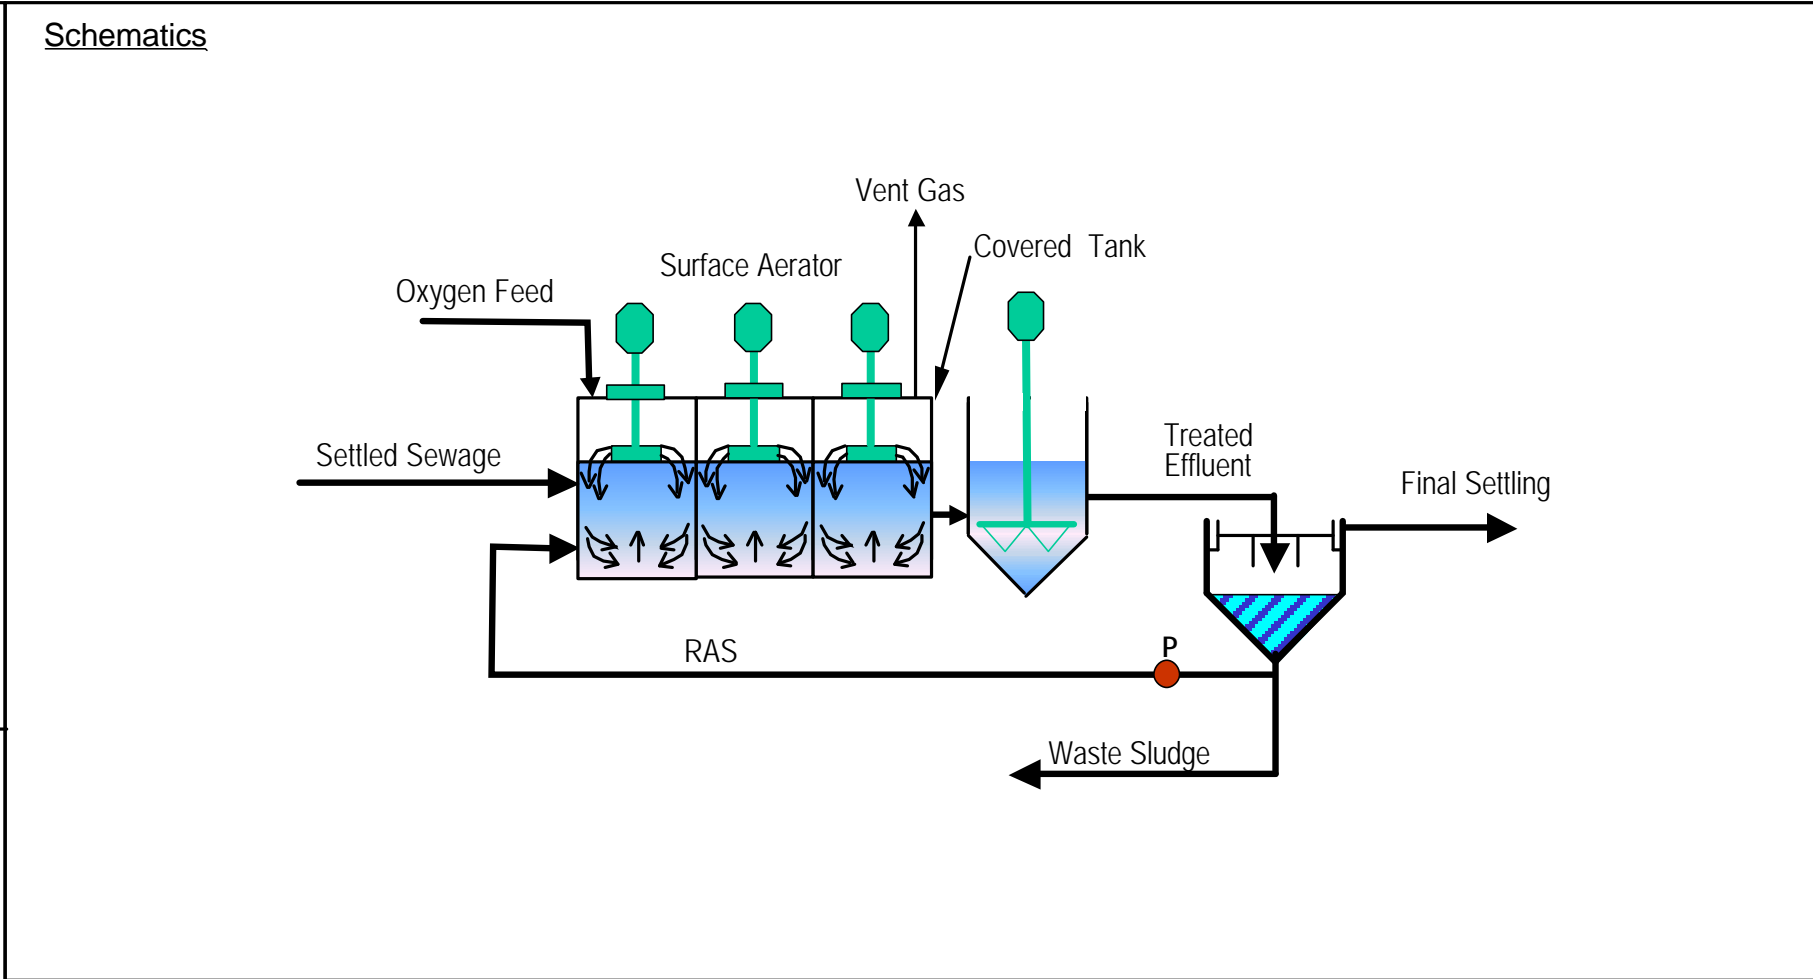 Schematics
Vent Gas
Covered Tank
Surface Aerator
Oxygen Feed
Settled Sewage
Treated
Effluent
Final Settling
RAS
P
Waste Sludge